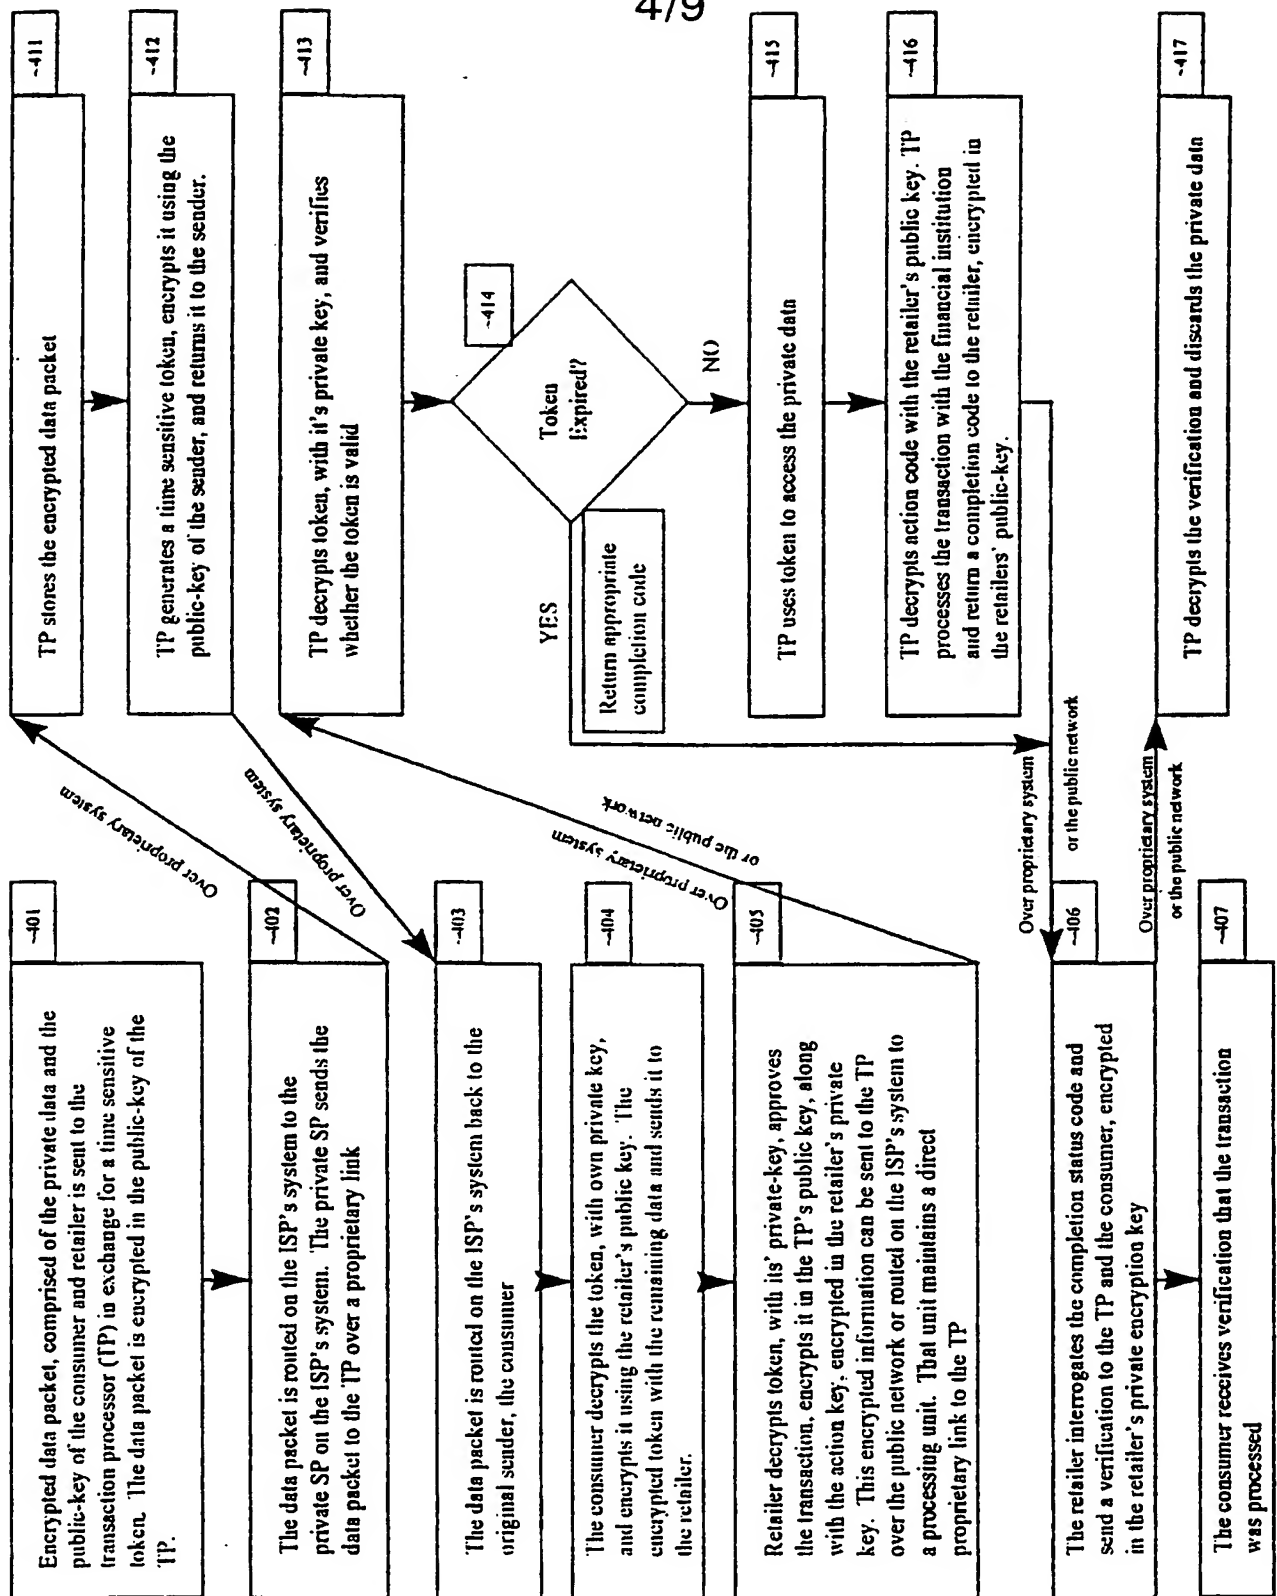 4/9
~401
Encrypted data packet, comprised of the private data and the
public-key of the consumer and retailer is sent to the
transaction processor (TP) in exchange for a time sensitive
token. The data packet is encrypted in the public-key of the
TP.
~402
The data packet is routed on the ISP's system to the
private SP on the ISP's system. The private SP sends the
data packet to the TP over a proprietary link
~403
The data packet is routed on the ISP's system back to the
original sender, the consumer
~404
The consumer decrypts the token, with own private key,
and encrypts it using the retailer's public key. The
encrypted token with the remaining data and sends it to
the retailer.
~405
Retailer decrypts token, with its' private-key, approves
the transaction, encrypts it in the TP's public key, along
with the action key, encrypted in the retailer's private
key. This encrypted information can be sent to the TP
over the public network or routed on the ISP's system to
a processing unit. That unit maintains a direct
proprietary link to the TP
~406
The retailer interrogates the completion status code and
send a verification to the TP and the consumer, encrypted
in the retailer's private encryption key
~407
The consumer receives verification that the transaction
was processed
Over proprietary system
Over proprietary system
Over proprietary system
or the public network
Over proprietary system
or the public network
Over proprietary system
or the public network
~411
TP stores the encrypted data packet
~412
TP generates a time sensitive token, encrypts it using the
public-key of the sender, and returns it to the sender.
~413
TP decrypts token, with it's private key, and verifies
whether the token is valid
~414
Token
Expired?
YES
NO
Return appropriate
completion code
~415
TP uses token to access the private data
~416
TP decrypts action code with the retailer's public key. TP
processes the transaction with the financial institution
and return a completion code to the retailer, encrypted in
the retailers' public-key.
~417
TP decrypts the verification and discards the private data